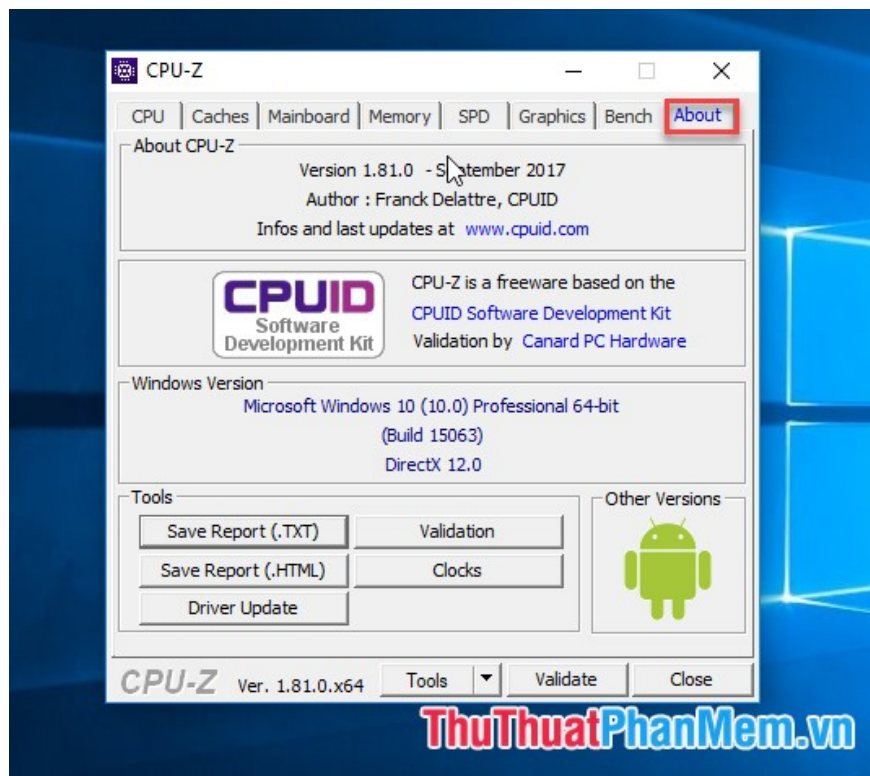 CPU-Z
CPU Caches Mainboard Memory SPD Graphics Bench About
About CPU-Z
Version 1.81.0 - September 2017
Author : Franck Delattre, CPUID
Infos and last updates at www.cpuid.com
CPUID
Software
Development Kit
CPU-Z is a freeware based on the
CPUID Software Development Kit
Validation by Canard PC Hardware
Windows Version
Microsoft Windows 10 (10.0) Professional 64-bit
(Build 15063)
DirectX 12.0
Tools
Save Report (.TXT) Validation
Save Report (.HTML) Clocks
Driver Update
Other Versions
CPU-Z Ver. 1.81.0.x64 Tools Validate Close
ThuThuatPhanMem.vn